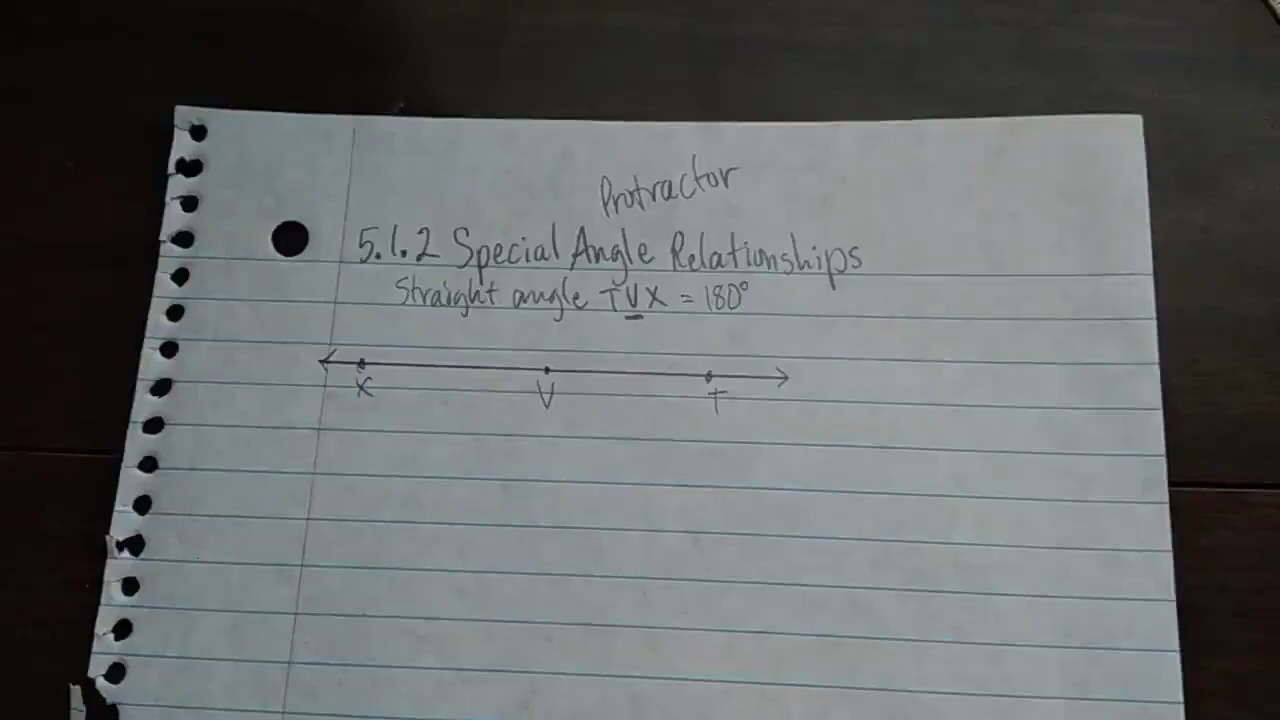 Protractor
5.1.2 Special Angle Relationships
Straight angle TVX = 180°
X V T